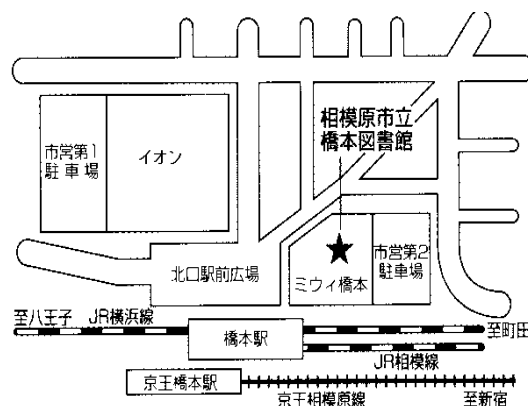 相模原市立
橋本図書館
市営第1
駐車場
イオン
北口駅前広場
ミウィ橋本
市営第2
駐車場
至八王子
JR横浜線
橋本駅
至町田
JR相模線
京王橋本駅
京王相模原線
至新宿